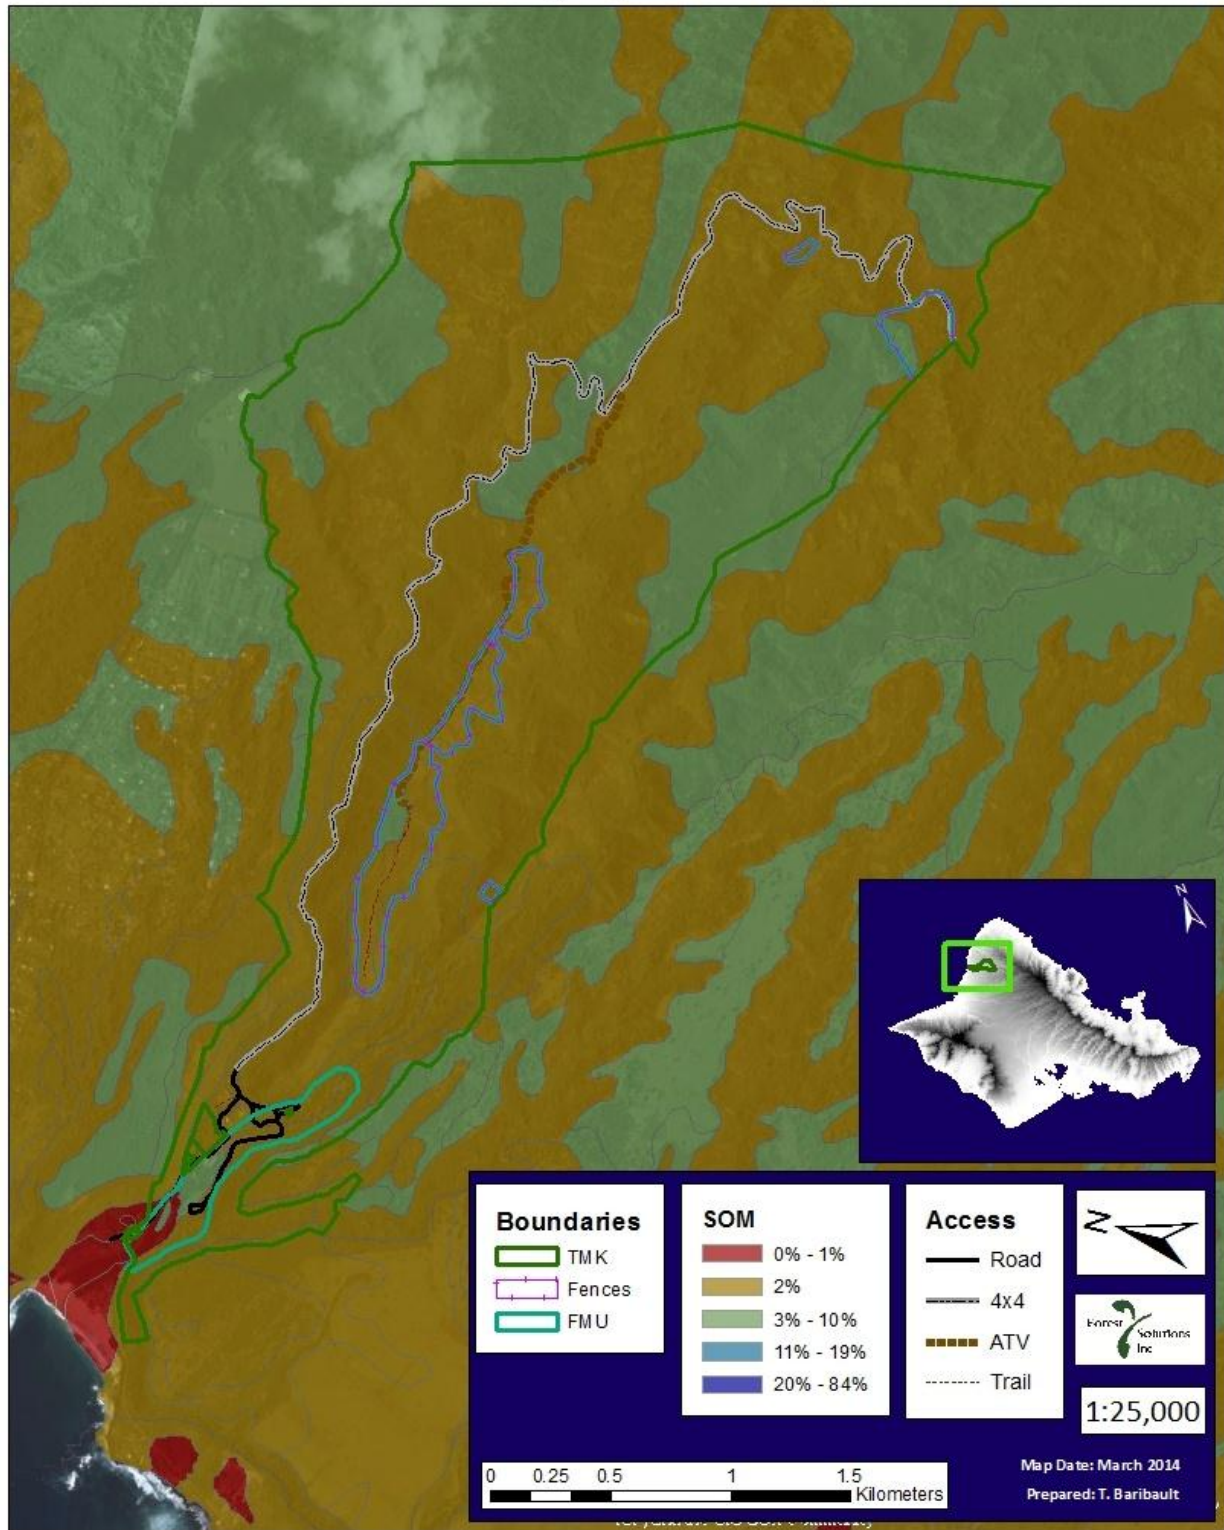 N
Boundaries
TMK
Fences
FMU
SOM
0% - 1%
2%
3% - 10%
11% - 19%
20% - 84%
Access
Road
4x4
ATV
Trail
N
Forest
Solutions
Inc
1:25,000
0 0.25 0.5 1 1.5
Kilometers
Map Date: March 2014
Prepared: T. Baribault